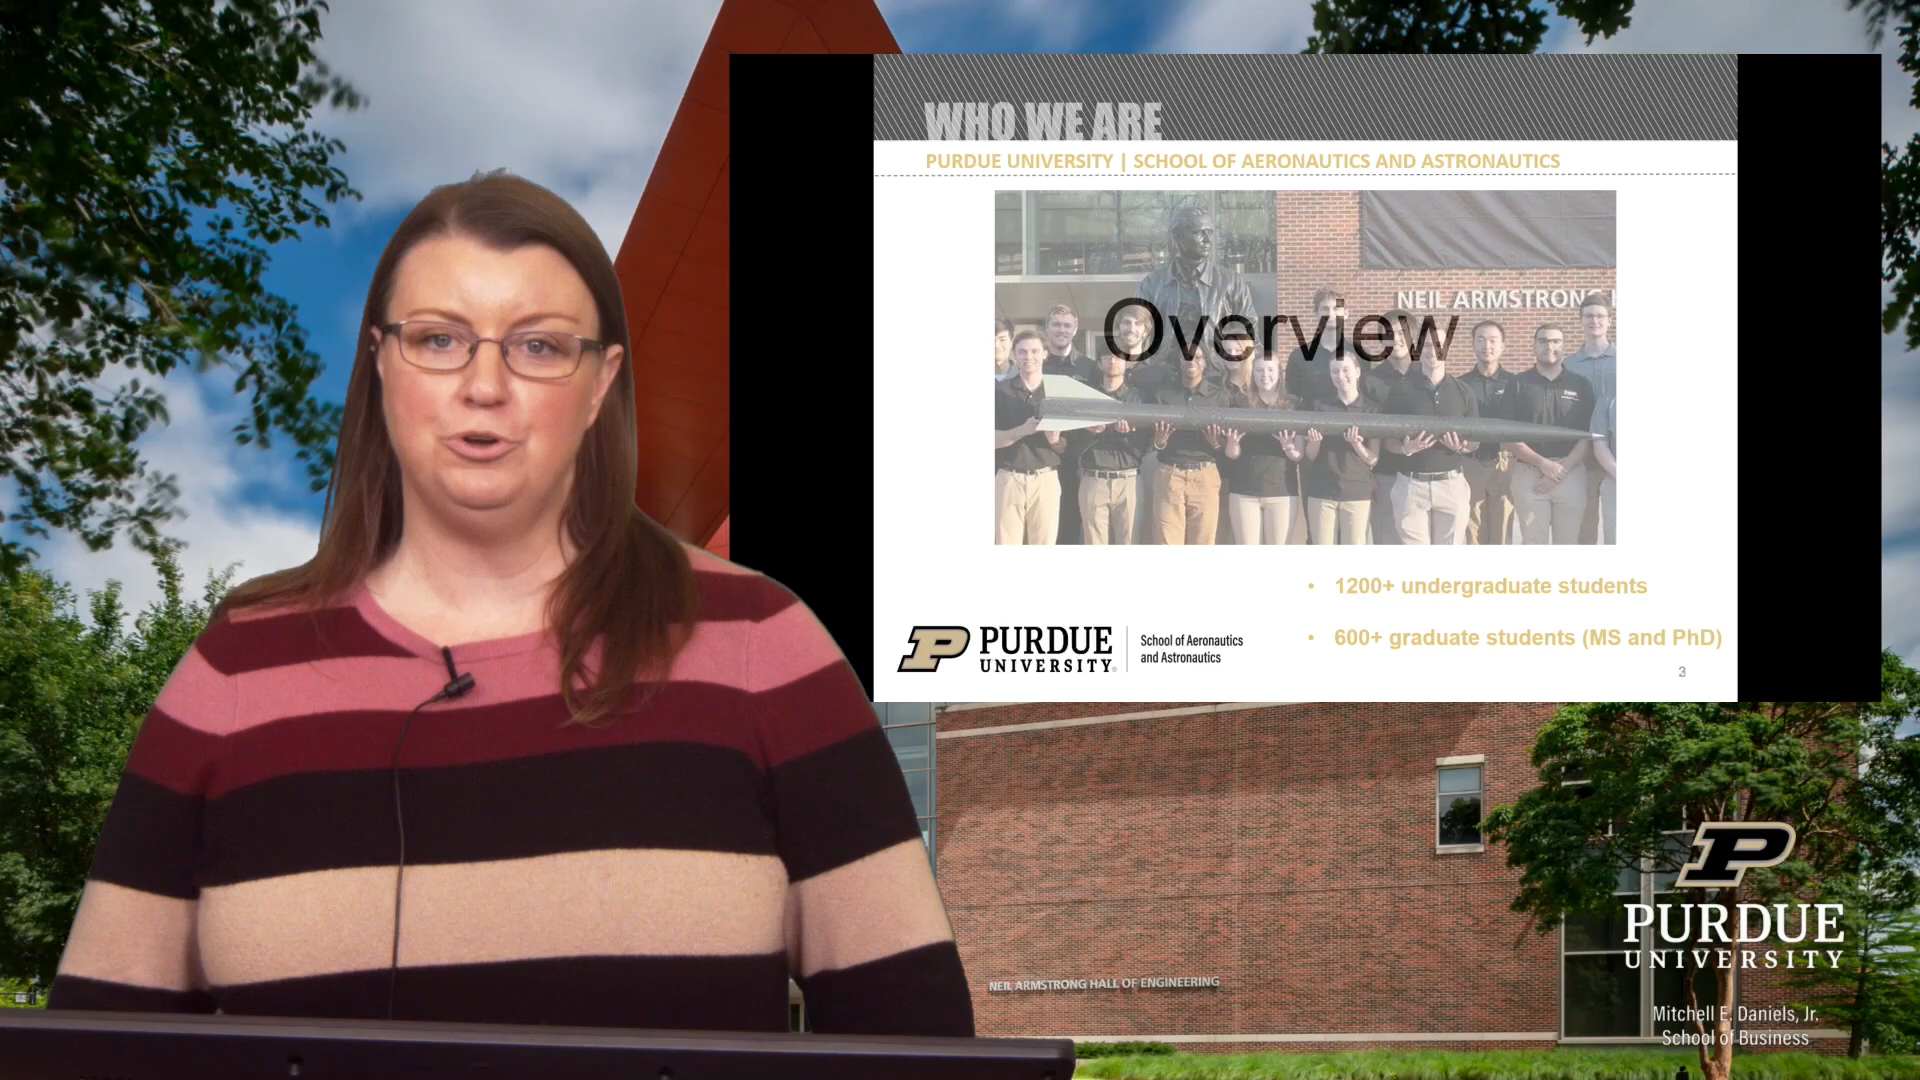 WHO WE ARE
PURDUE UNIVERSITY | SCHOOL OF AERONAUTICS AND ASTRONAUTICS
NEIL ARMSTRONG
Overview
• 1200+ undergraduate students
• 600+ graduate students (MS and PhD)
PURDUE
UNIVERSITY®
School of Aeronautics
and Astronautics
NEIL ARMSTRONG HALL OF ENGINEERING
P
PURDUE
UNIVERSITY
Mitchell E. Daniels, Jr.
School of Business